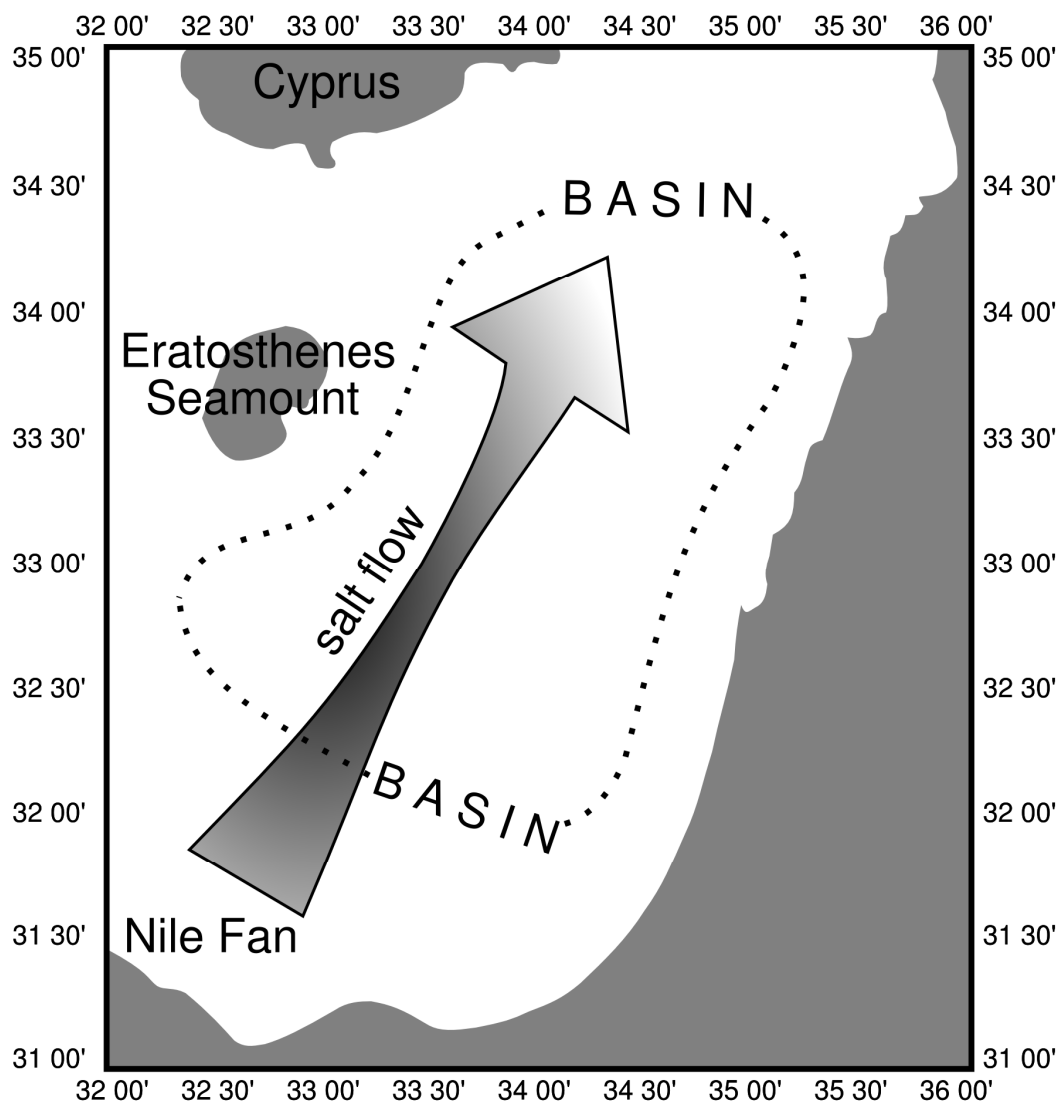 32 00' 32 30' 33 00' 33 30' 34 00' 34 30' 35 00' 35 30' 36 00'
35 00' 35 00'
Cyprus
34 30' 34 30'
BASIN
34 00' 34 00'
Eratosthenes
Seamount
33 30' 33 30'
salt flow
33 00' 33 00'
32 30' 32 30'
BASIN
32 00' 32 00'
Nile Fan
31 30' 31 30'
31 00' 31 00'
32 00' 32 30' 33 00' 33 30' 34 00' 34 30' 35 00' 35 30' 36 00'